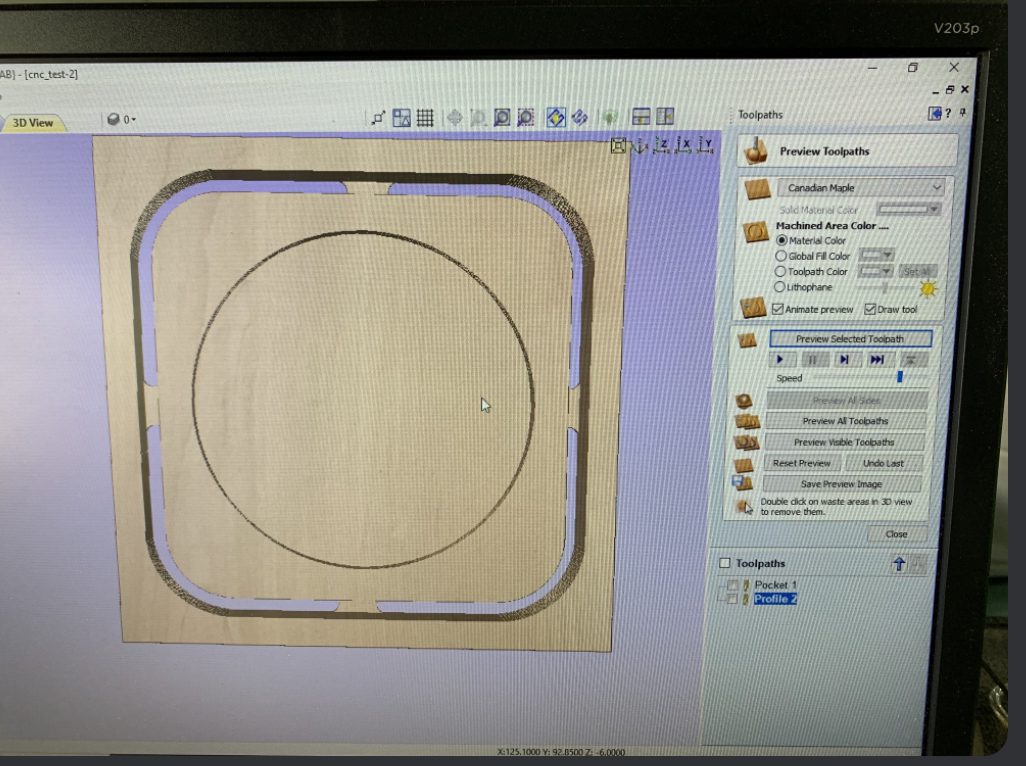 V203p
AB} - [cnc_test-2]
3D View
0
Toolpaths
?
Z X Y
Preview Toolpaths
Canadian Maple
Solid Material Color
Machined Area Color ....
Material Color
Global Fill Color
Toolpath Color
Set All
Lithophane
Animate preview
Draw tool
Preview Selected Toolpath
Speed
Preview All Sides
Preview All Toolpaths
Preview Visible Toolpaths
Reset Preview
Undo Last
Save Preview Image
Double click on waste areas in 3D view
to remove them.
Close
Toolpaths
Pocket 1
Profile 2
X:125.1000 Y: 92.8500 Z: -6.0000